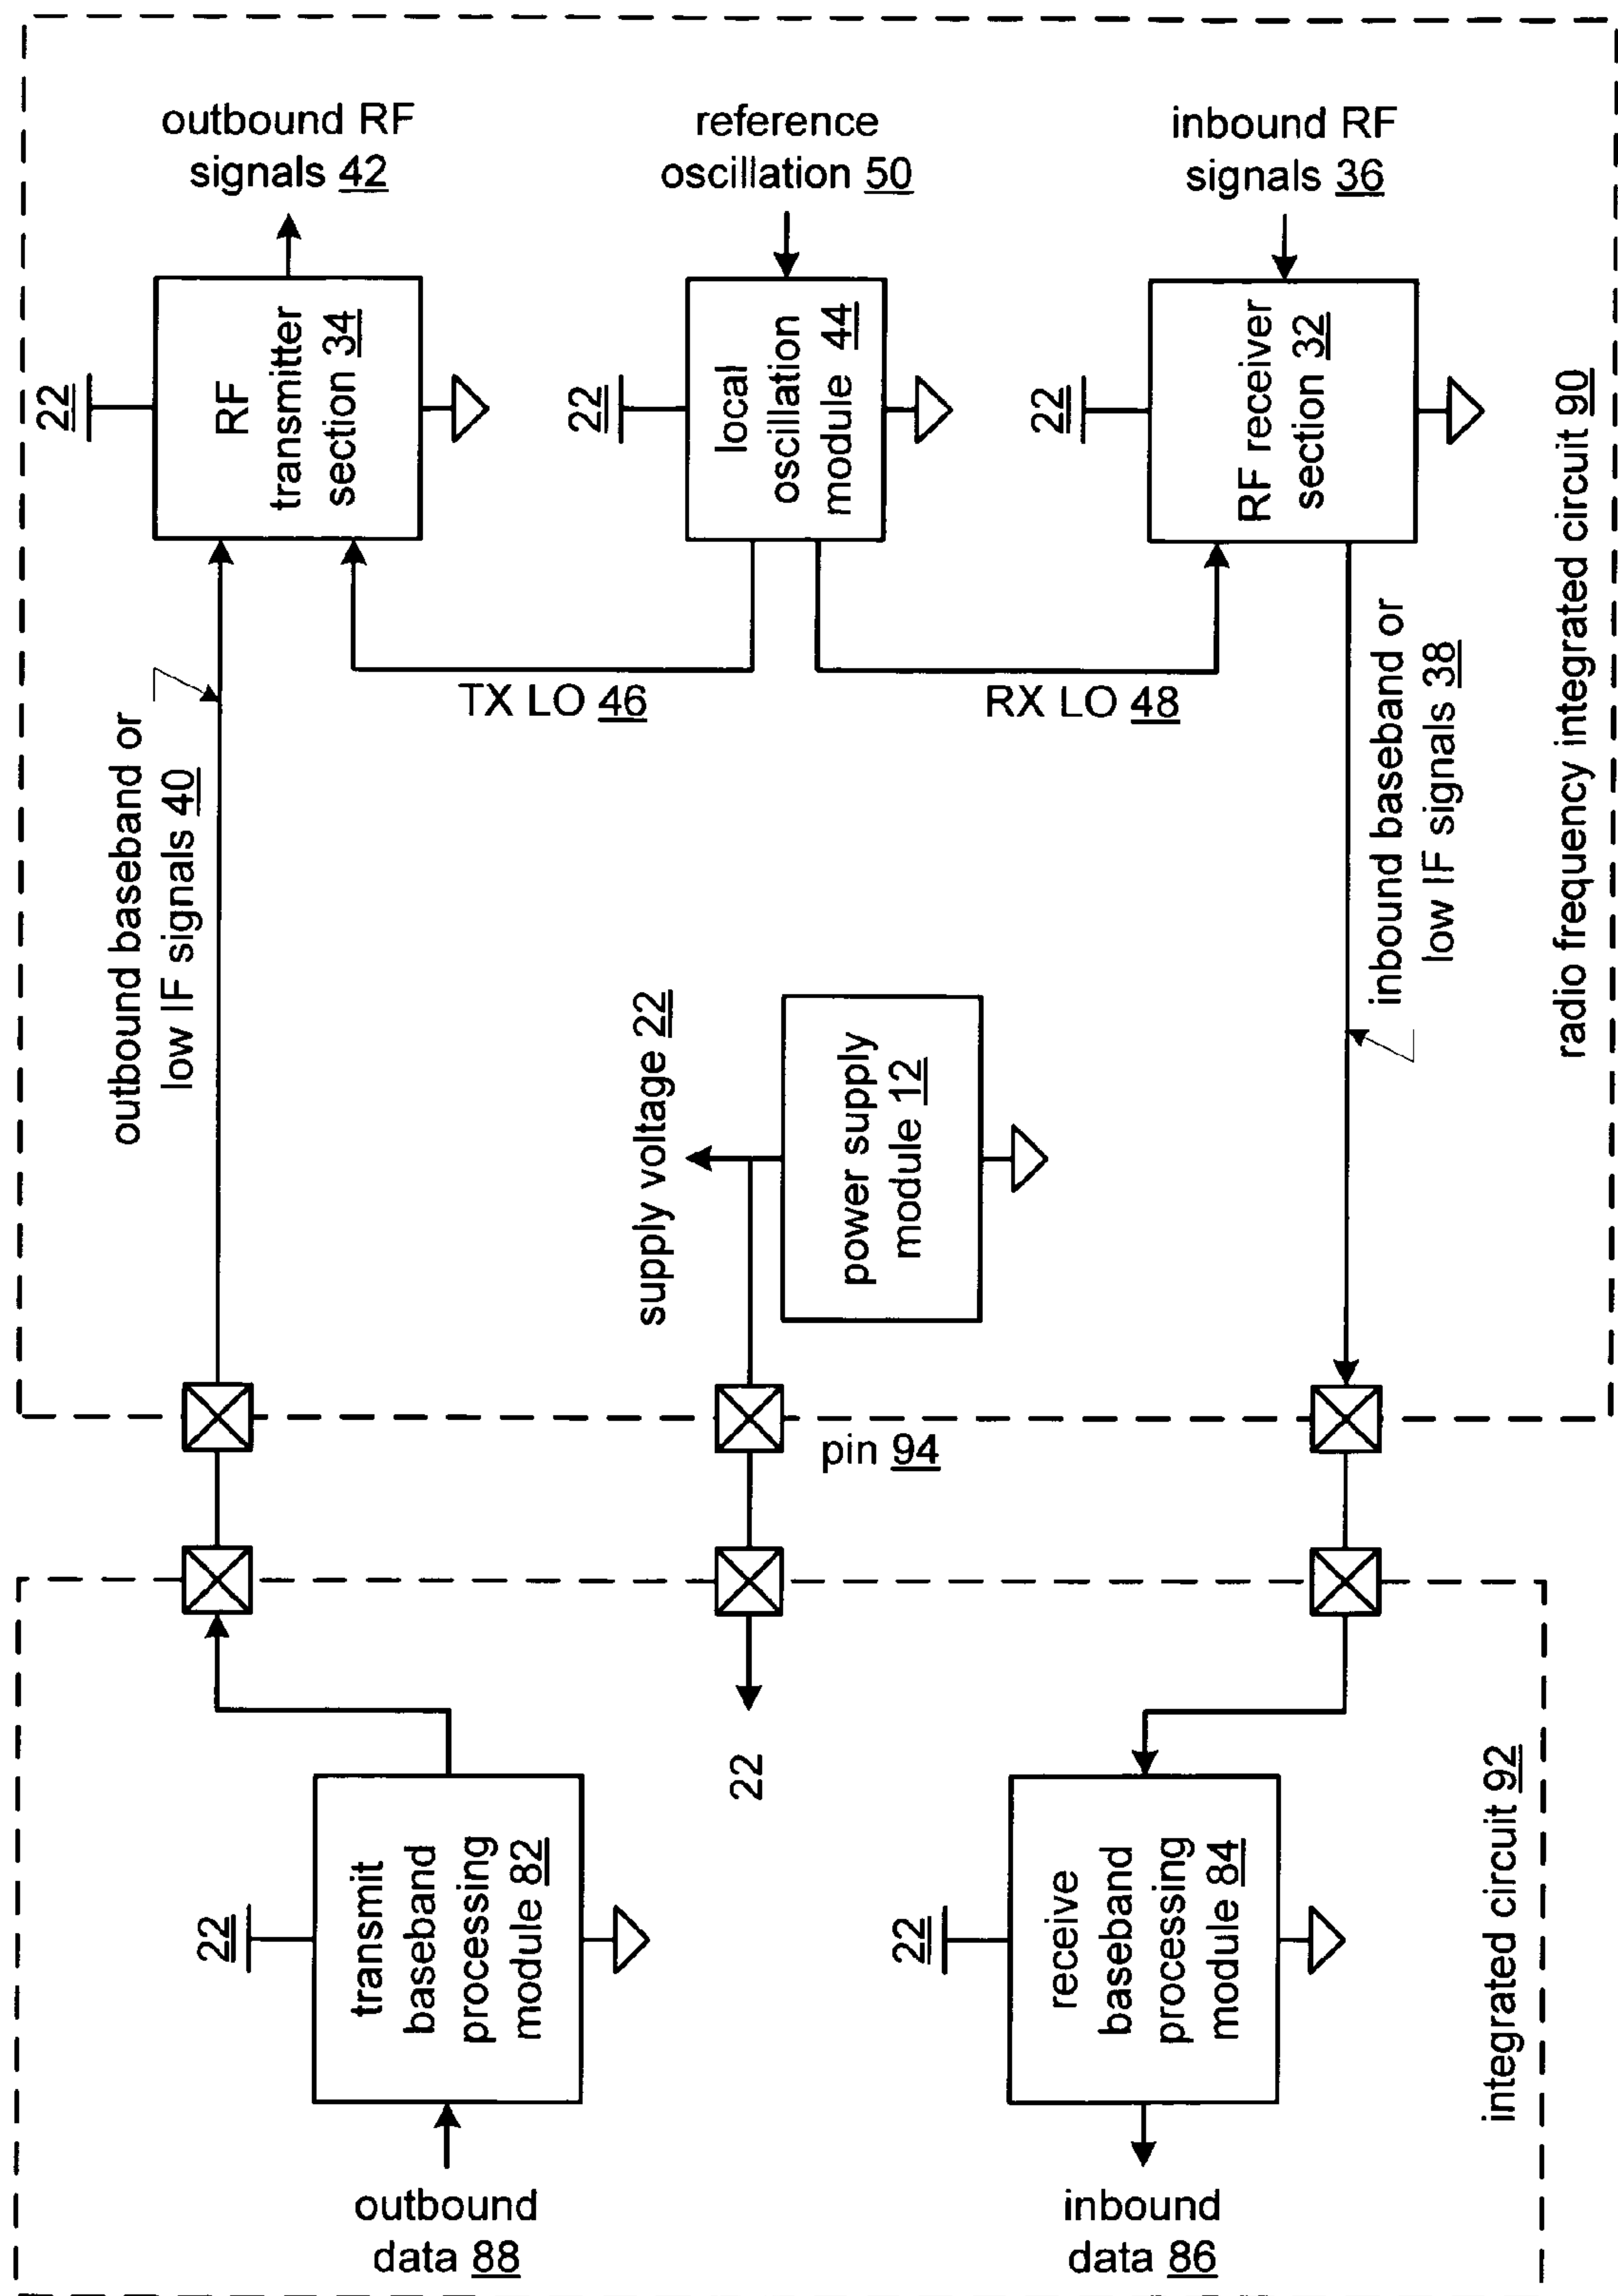 outbound RF
signals 42
reference
oscillation 50
inbound RF
signals 36
22
RF
transmitter
section 34
22
local
oscillation
module 44
22
RF receiver
section 32
TX LO 46
RX LO 48
outbound baseband or
low IF signals 40
inbound baseband or
low IF signals 38
supply voltage 22
power supply
module 12
radio frequency integrated circuit 90
pin 94
22
22
transmit
baseband
processing
module 82
22
receive
baseband
processing
module 84
integrated circuit 92
outbound
data 88
inbound
data 86